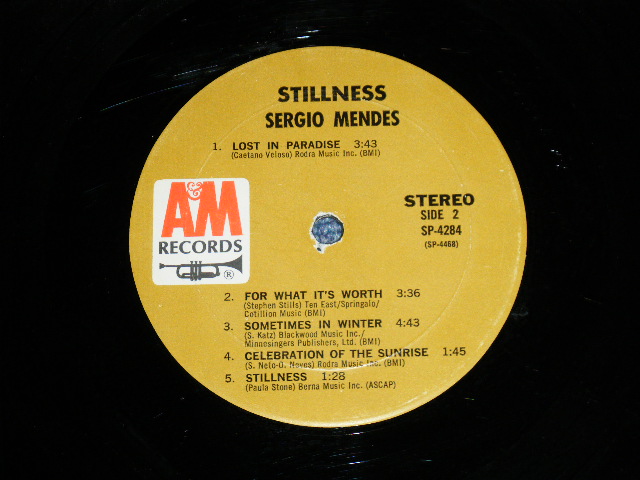 STILLNESS
SERGIO MENDES
1. LOST IN PARADISE 3:43
(Caetano Veloso) Rodra Music Inc. (BMI)
A&M
RECORDS
®
STEREO
SIDE 2
SP-4284
(SP-4468)
2. FOR WHAT IT'S WORTH 3:36
(Stephen Stills) Ten East/Springalo/
Cotillion Music (BMI)
3. SOMETIMES IN WINTER 4:43
(S. Katz) Blackwood Music Inc./
Minnesingers Publishers, Ltd. (BMI)
4. CELEBRATION OF THE SUNRISE 1:45
(S. Neto-O. Neves) Rodra Music Inc. (BMI)
5. STILLNESS 1:28
(Paula Stone) Berna Music Inc. (ASCAP)